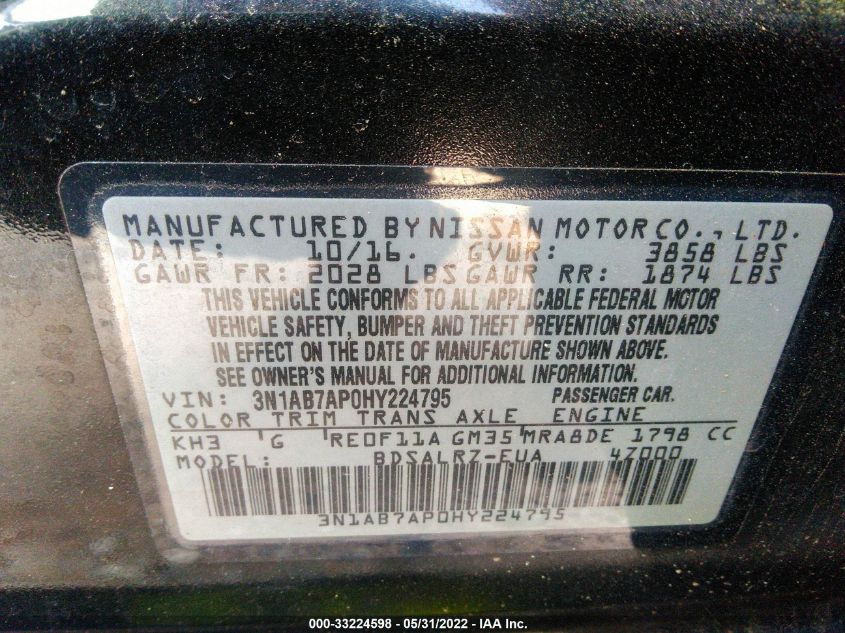 MANUFACTURED BY NISSAN MOTOR CO., LTD.
DATE: 10/16. GVWR: 3858 LBS
GAWR FR: 2028 LBS GAWR RR: 1874 LBS
THIS VEHICLE CONFORMS TO ALL APPLICABLE FEDERAL MOTOR
VEHICLE SAFETY, BUMPER AND THEFT PREVENTION STANDARDS
IN EFFECT ON THE DATE OF MANUFACTURE SHOWN ABOVE.
SEE OWNER'S MANUAL FOR ADDITIONAL INFORMATION.
VIN: 3N1AB7AP0HY224795 PASSENGER CAR.
COLOR TRIM TRANS AXLE ENGINE
KH3 G RE0F11A GM35 MRA8DE 1798 CC
MODEL: BDSALRZ-EUA 4Z000
3N1AB7AP0HY224795
000-33224598 - 05/31/2022 - IAA Inc.